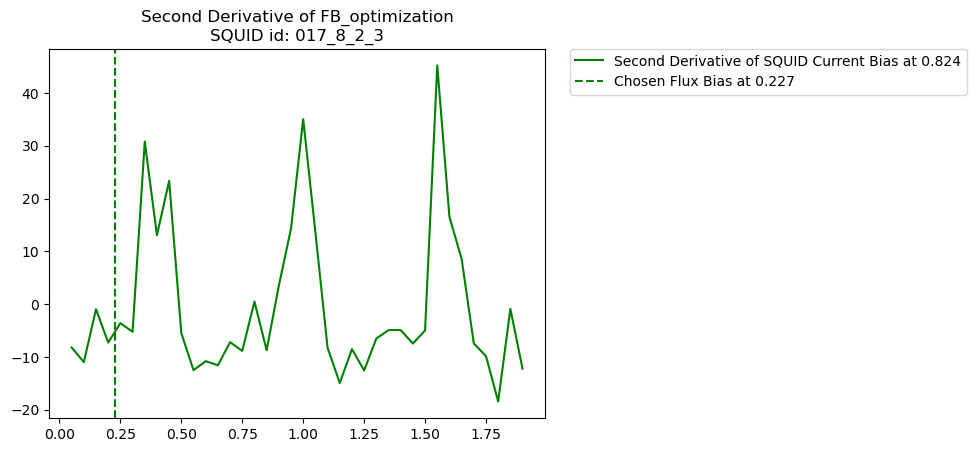 Second Derivative of FB_optimization
SQUID id: 017_8_2_3
Second Derivative of SQUID Current Bias at 0.824
Chosen Flux Bias at 0.227
40
30
20
10
0
−10
−20
0.00 0.25 0.50 0.75 1.00 1.25 1.50 1.75